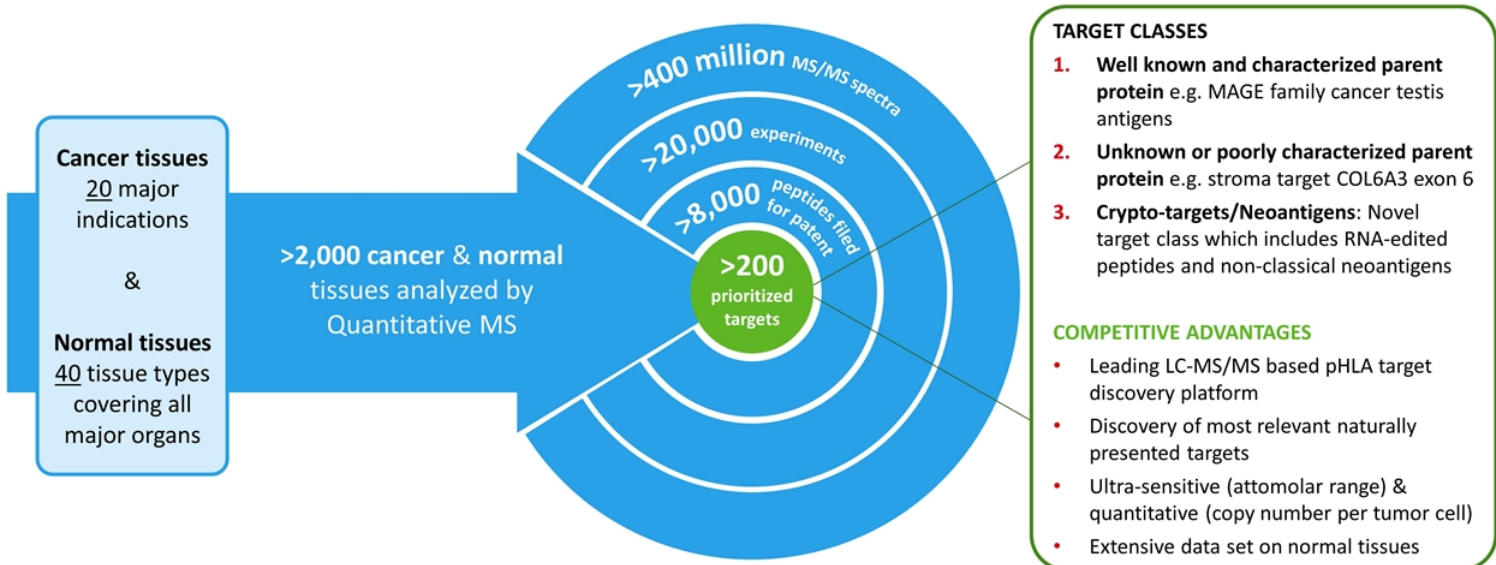 Cancer tissues
20 major
indications
&
Normal tissues
40 tissue types
covering all
major organs
>2,000 cancer & normal
tissues analyzed by
Quantitative MS
>400 million MS/MS spectra
>20,000 experiments
>8,000 peptides filed
for patent
>200
prioritized
targets
TARGET CLASSES
1. Well known and characterized parent
protein e.g. MAGE family cancer testis
antigens
2. Unknown or poorly characterized parent
protein e.g. stroma target COL6A3 exon 6
3. Crypto-targets/Neoantigens: Novel
target class which includes RNA-edited
peptides and non-classical neoantigens
COMPETITIVE ADVANTAGES
• Leading LC-MS/MS based pHLA target
discovery platform
• Discovery of most relevant naturally
presented targets
• Ultra-sensitive (attomolar range) &
quantitative (copy number per tumor cell)
• Extensive data set on normal tissues